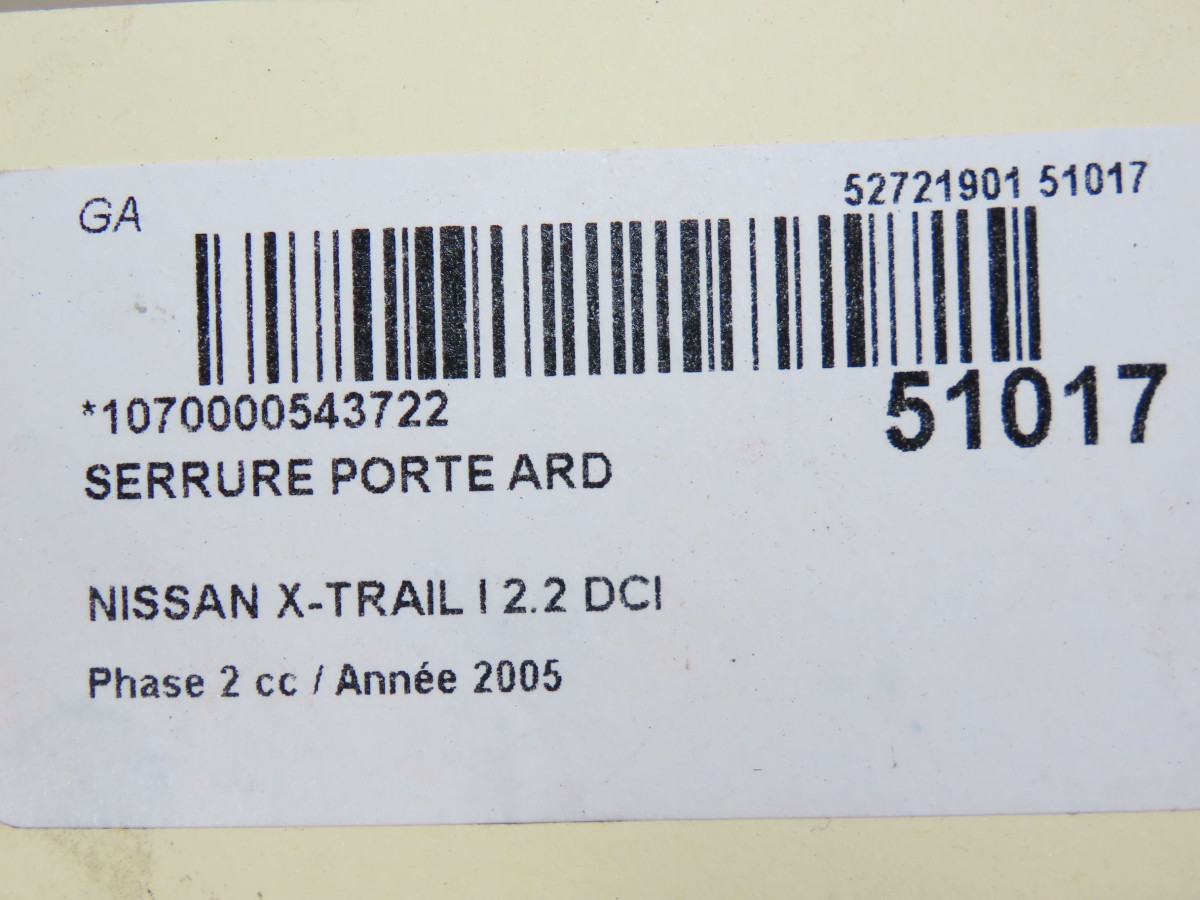 GA
52721901 51017
*1070000543722
51017
SERRURE PORTE ARD
NISSAN X-TRAIL I 2.2 DCI
Phase 2 cc / Année 2005